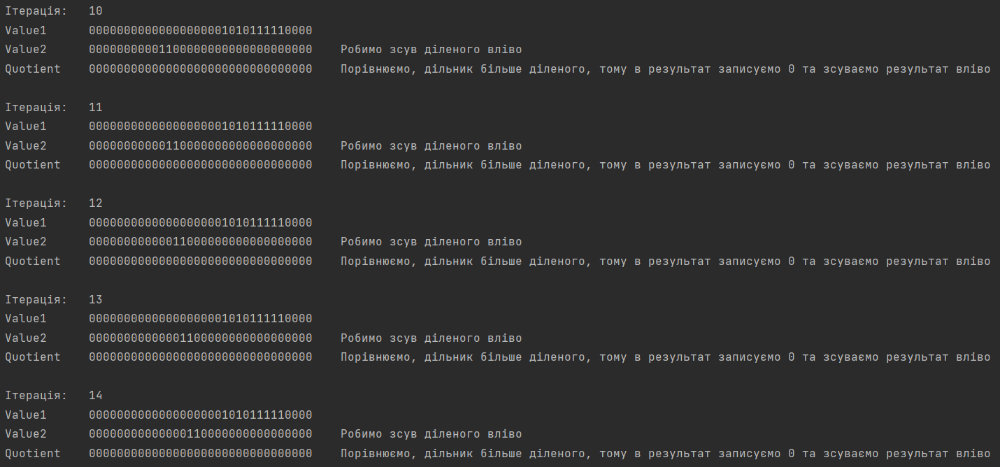 Ітерація: 10
Value1 00000000000000000001010111110000
Value2 00000000001100000000000000000000 Робимо зсув діленого вліво
Quotient 00000000000000000000000000000000 Порівнюємо, дільник більше діленого, тому в результат записуємо 0 та зсуваємо результат вліво
Ітерація: 11
Value1 00000000000000000001010111110000
Value2 00000000000110000000000000000000 Робимо зсув діленого вліво
Quotient 00000000000000000000000000000000 Порівнюємо, дільник більше діленого, тому в результат записуємо 0 та зсуваємо результат вліво
Ітерація: 12
Value1 00000000000000000001010111110000
Value2 00000000000011000000000000000000 Робимо зсув діленого вліво
Quotient 00000000000000000000000000000000 Порівнюємо, дільник більше діленого, тому в результат записуємо 0 та зсуваємо результат вліво
Ітерація: 13
Value1 00000000000000000001010111110000
Value2 00000000000001100000000000000000 Робимо зсув діленого вліво
Quotient 00000000000000000000000000000000 Порівнюємо, дільник більше діленого, тому в результат записуємо 0 та зсуваємо результат вліво
Ітерація: 14
Value1 00000000000000000001010111110000
Value2 00000000000000110000000000000000 Робимо зсув діленого вліво
Quotient 00000000000000000000000000000000 Порівнюємо, дільник більше діленого, тому в результат записуємо 0 та зсуваємо результат вліво